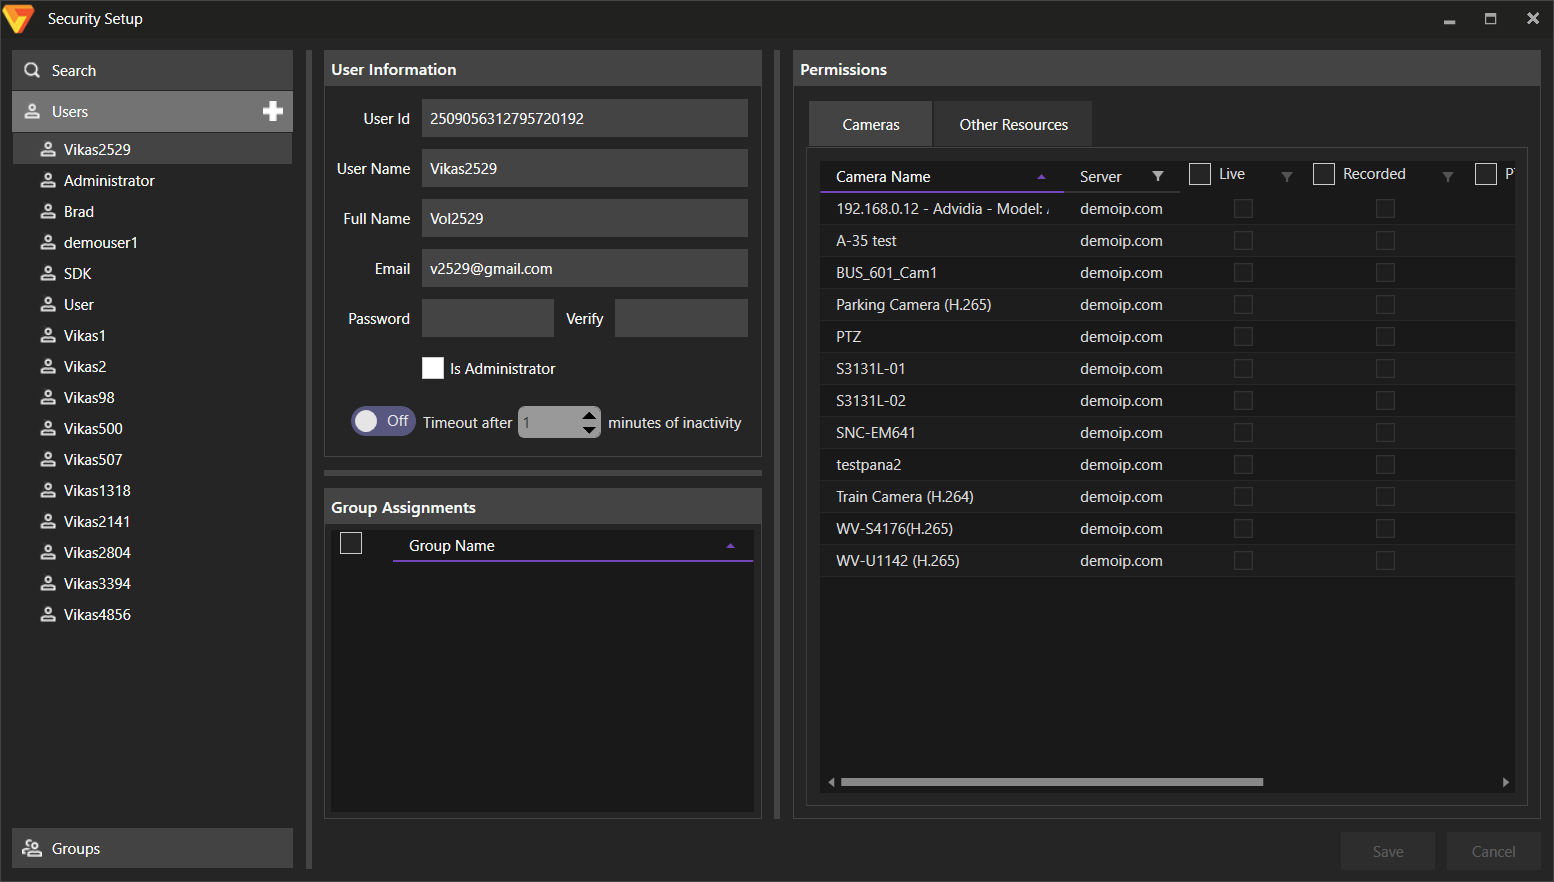 Security Setup
Search
Users
Vikas2529
Administrator
Brad
demouser1
SDK
User
Vikas1
Vikas2
Vikas98
Vikas500
Vikas507
Vikas1318
Vikas2141
Vikas2804
Vikas3394
Vikas4856
Groups
User Information
User Id 2509056312795720192
User Name Vikas2529
Full Name Vol2529
Email v2529@gmail.com
Password Verify
Is Administrator
Off Timeout after 1 minutes of inactivity
Group Assignments
Group Name
Permissions
Cameras Other Resources
Camera Name Server Live Recorded
192.168.0.12 - Advidia - Model: demoip.com
A-35 test demoip.com
BUS_601_Cam1 demoip.com
Parking Camera (H.265) demoip.com
PTZ demoip.com
S3131L-01 demoip.com
S3131L-02 demoip.com
SNC-EM641 demoip.com
testpana2 demoip.com
Train Camera (H.264) demoip.com
WV-S4176(H.265) demoip.com
WV-U1142 (H.265) demoip.com
Save Cancel